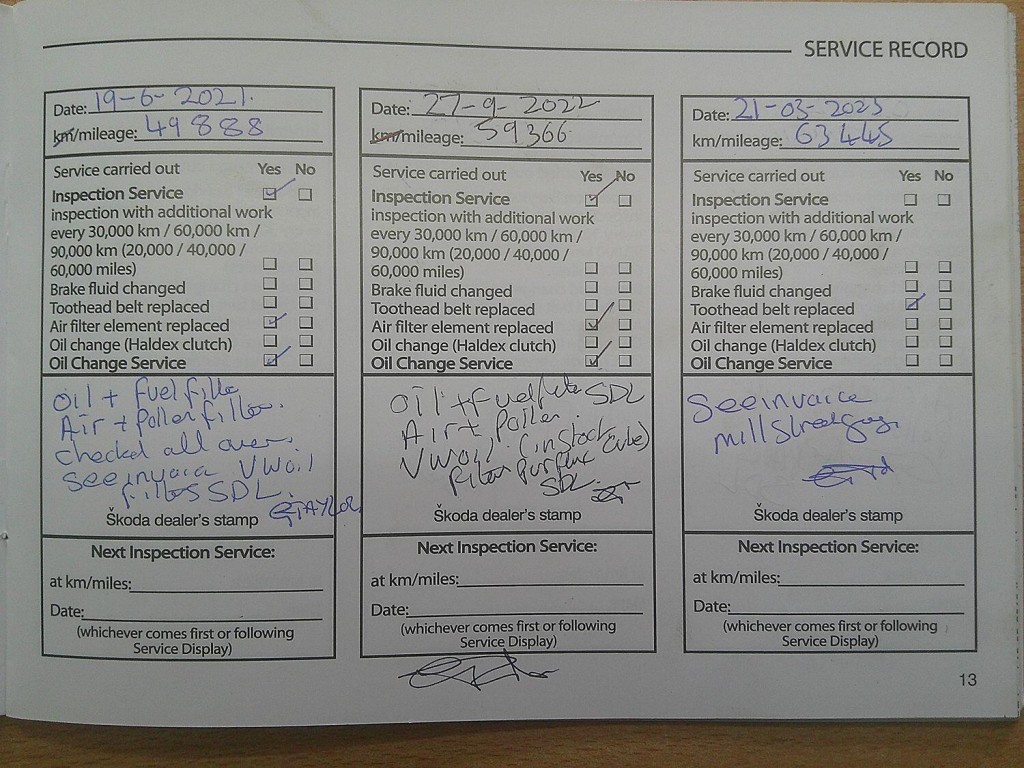 SERVICE RECORD
Date: 19-6-2021.
km/mileage: 49888
Service carried out Yes No
Inspection Service
inspection with additional work
every 30,000 km / 60,000 km /
90,000 km (20,000 / 40,000 /
60,000 miles)
Brake fluid changed
Toothead belt replaced
Air filter element replaced
Oil change (Haldex clutch)
Oil Change Service
Oil + Fuel filte
Air + Pollen filter.
checked all over.
see invoice VW oil
filters SDL.
GTAYLOR
Škoda dealer's stamp
Next Inspection Service:
at km/miles:
Date:
(whichever comes first or following
Service Display)
Date: 27-9-2022
km/mileage: 59366
Service carried out Yes No
Inspection Service
inspection with additional work
every 30,000 km / 60,000 km /
90,000 km (20,000 / 40,000 /
60,000 miles)
Brake fluid changed
Toothead belt replaced
Air filter element replaced
Oil change (Haldex clutch)
Oil Change Service
Oil + Fuel filte SDL
Air + Pollen.
VW oil. (in stock
SDL.
Škoda dealer's stamp
Next Inspection Service:
at km/miles:
Date:
(whichever comes first or following
Service Display)
Date: 21-03-2023
km/mileage: 63445
Service carried out Yes No
Inspection Service
inspection with additional work
every 30,000 km / 60,000 km /
90,000 km (20,000 / 40,000 /
60,000 miles)
Brake fluid changed
Toothead belt replaced
Air filter element replaced
Oil change (Haldex clutch)
Oil Change Service
See invoice
mill Street
Škoda dealer's stamp
Next Inspection Service:
at km/miles:
Date:
(whichever comes first or following
Service Display)
13